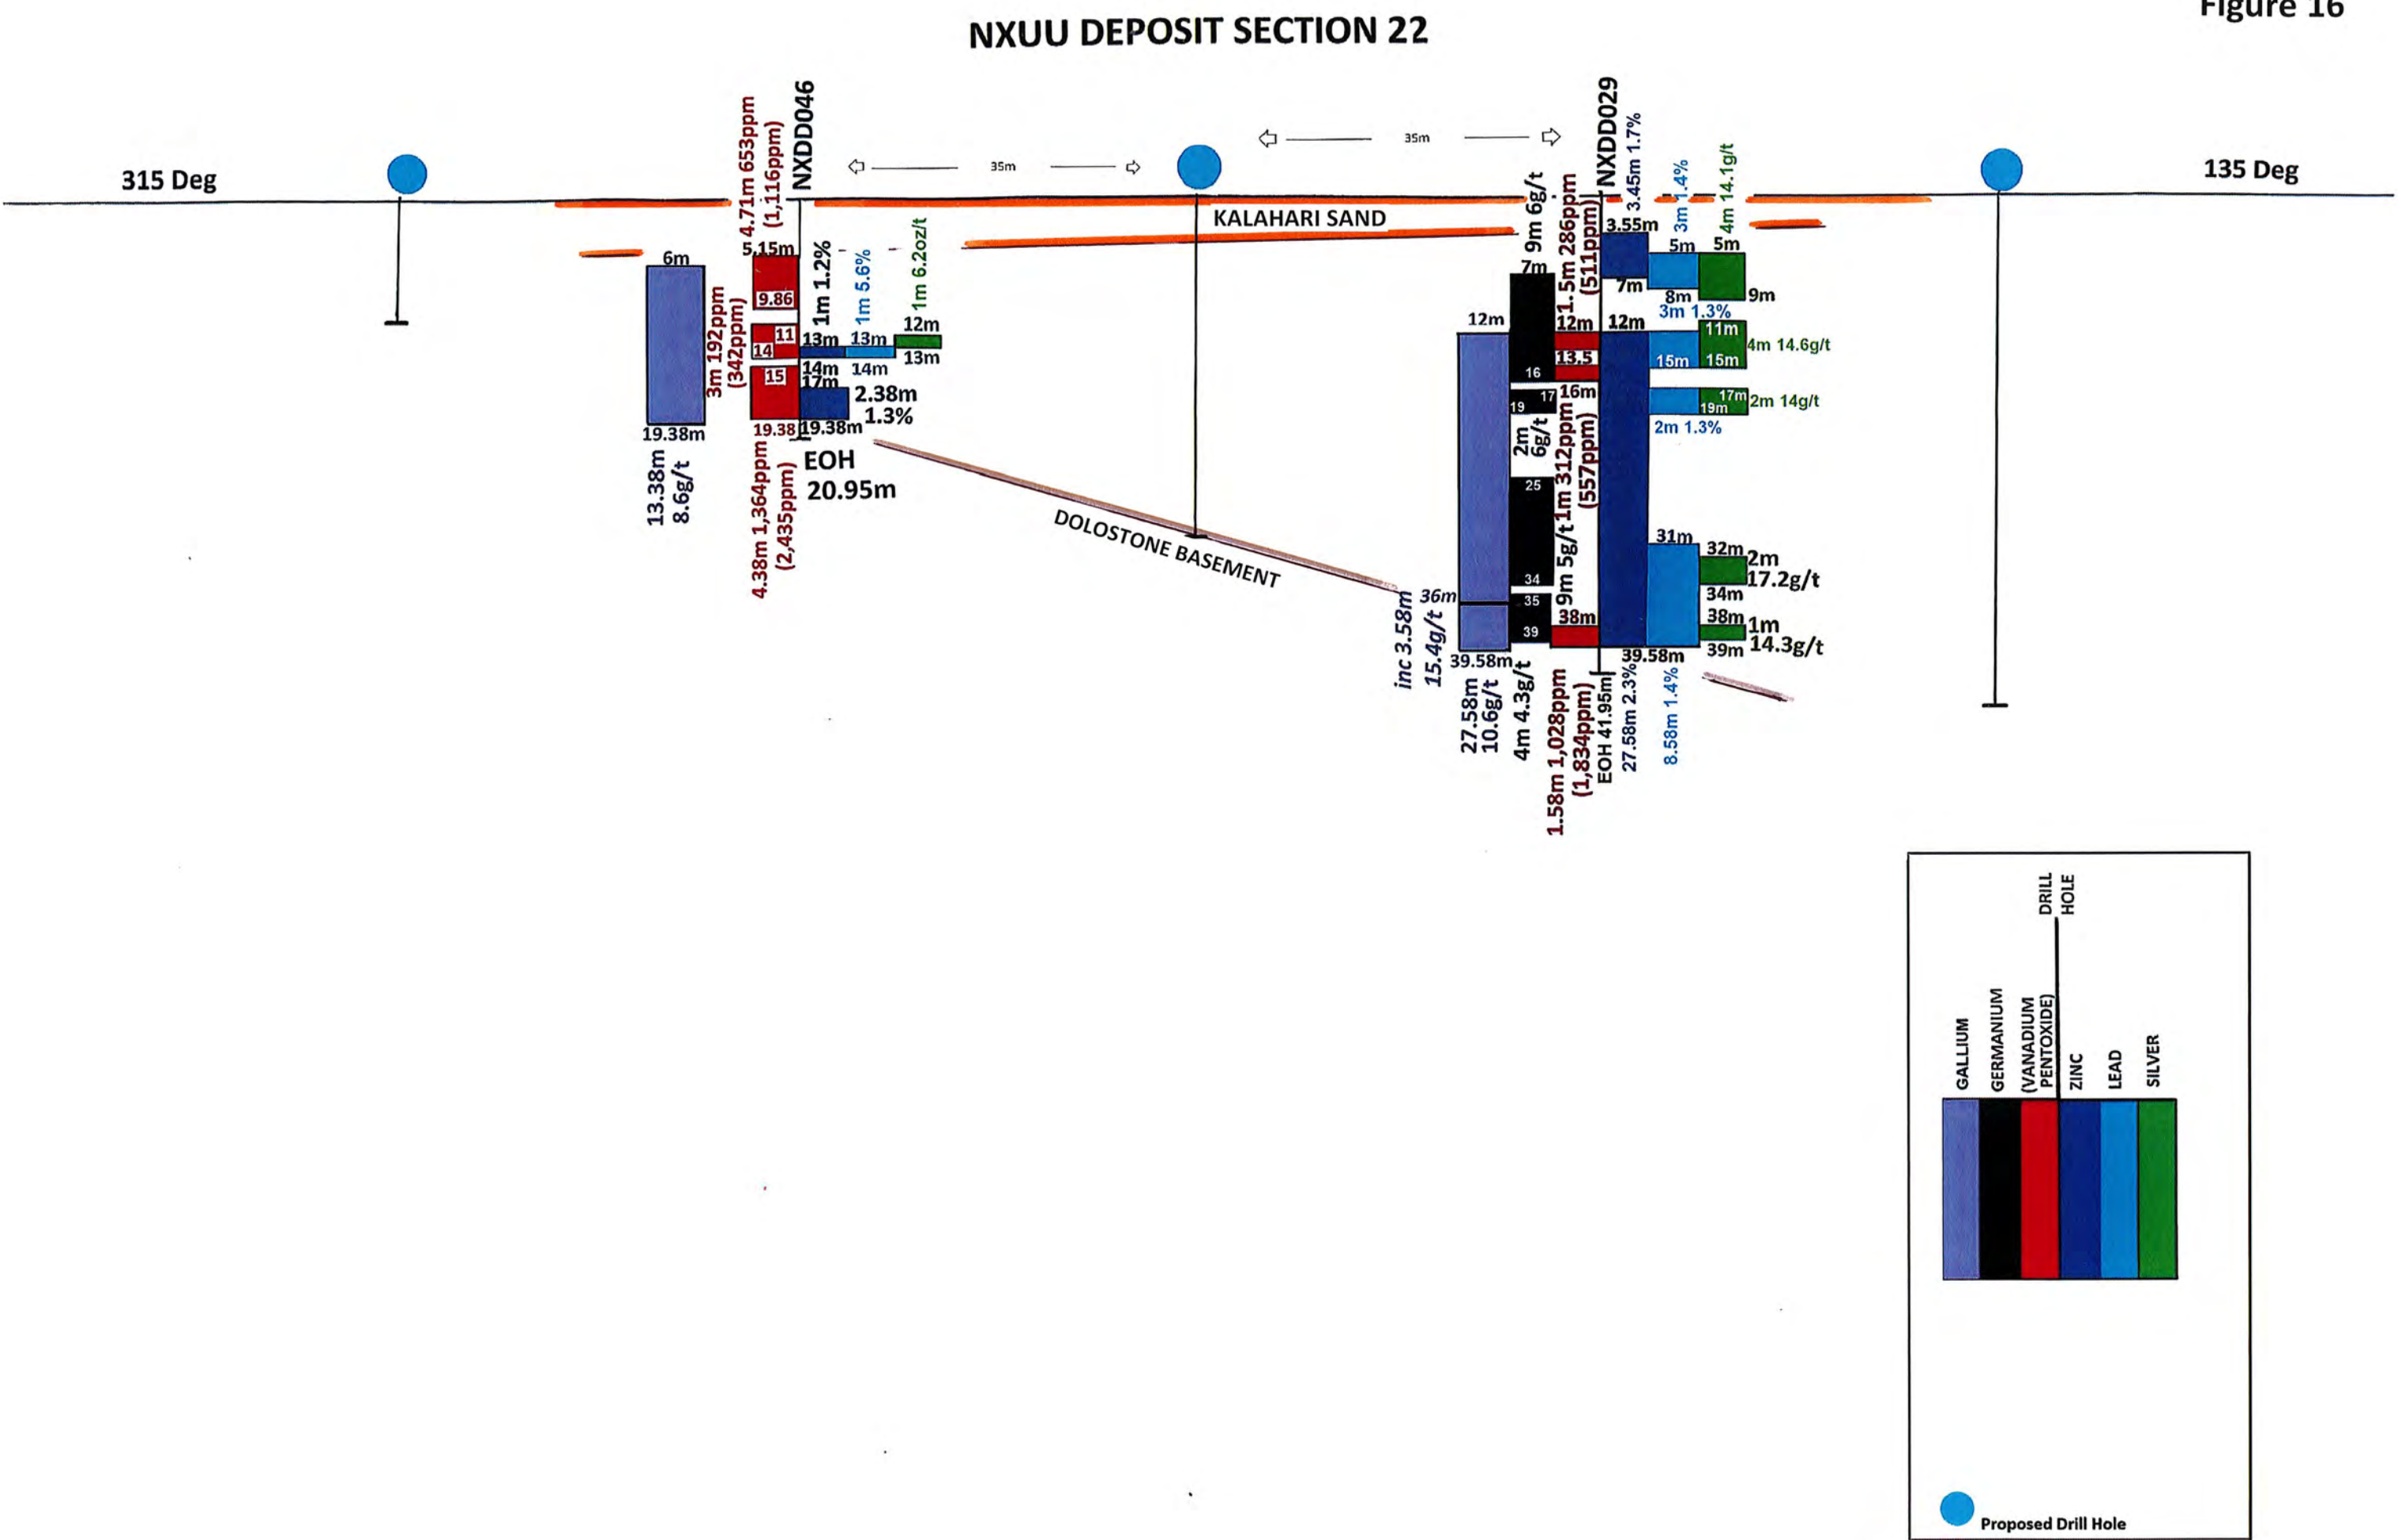 Figure 16
NXUU DEPOSIT SECTION 22
315 Deg
135 Deg
35m
35m
KALAHARI SAND
DOLOSTONE BASEMENT
NXDD046
4.71m 653ppm
(1,116ppm)
5.15m
9.86
11
14
15
19.38
3m 192ppm
(342ppm)
4.38m 1,364ppm
(2,435ppm)
6m
19.38m
13.38m
8.6g/t
1m 1.2%
1m 5.6%
1m 6.2oz/t
13m
13m
12m
13m
14m
14m
17m
2.38m
1.3%
19.38m
EOH
20.95m
NXDD029
3.45m 1.7%
3m 1.4%
4m 14.1g/t
9m 6g/t
1.5m 286ppm
(511ppm)
3.55m
5m
5m
7m
7m
8m
9m
3m 1.3%
12m
12m
12m
11m
4m 14.6g/t
13.5
15m
15m
16
16m
17
19
17m
19m
2m 14g/t
2m 1.3%
2m
6g/t
1m 312ppm
(557ppm)
25
34
9m 5g/t
31m
32m
2m
17.2g/t
34m
36m
inc 3.58m
15.4g/t
35
39
38m
38m
1m
14.3g/t
39m
39.58m
39.58m
27.58m
10.6g/t
4m 4.3g/t
1.58m 1,028ppm
(1,834ppm)
EOH 41.95m
27.58m 2.3%
8.58m 1.4%
DRILL
HOLE
GALLIUM
GERMANIUM
(VANADIUM
PENTOXIDE)
ZINC
LEAD
SILVER
Proposed Drill Hole